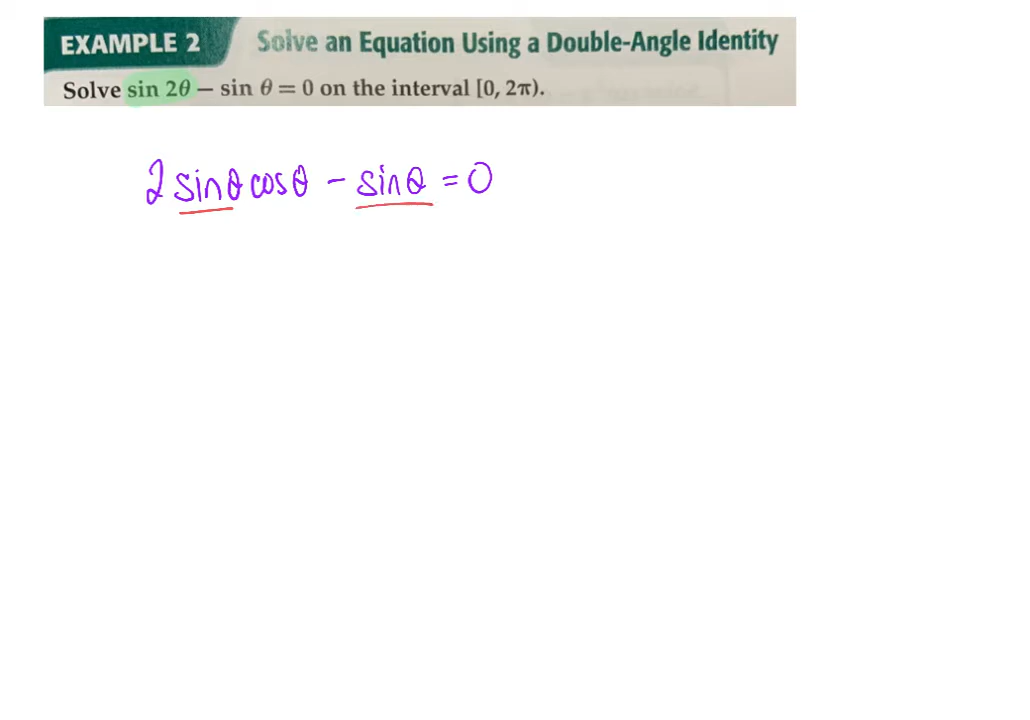 EXAMPLE 2 Solve an Equation Using a Double-Angle Identity
Solve sin 2θ − sin θ = 0 on the interval [0, 2π).
2 sinθ cosθ − sinθ = 0